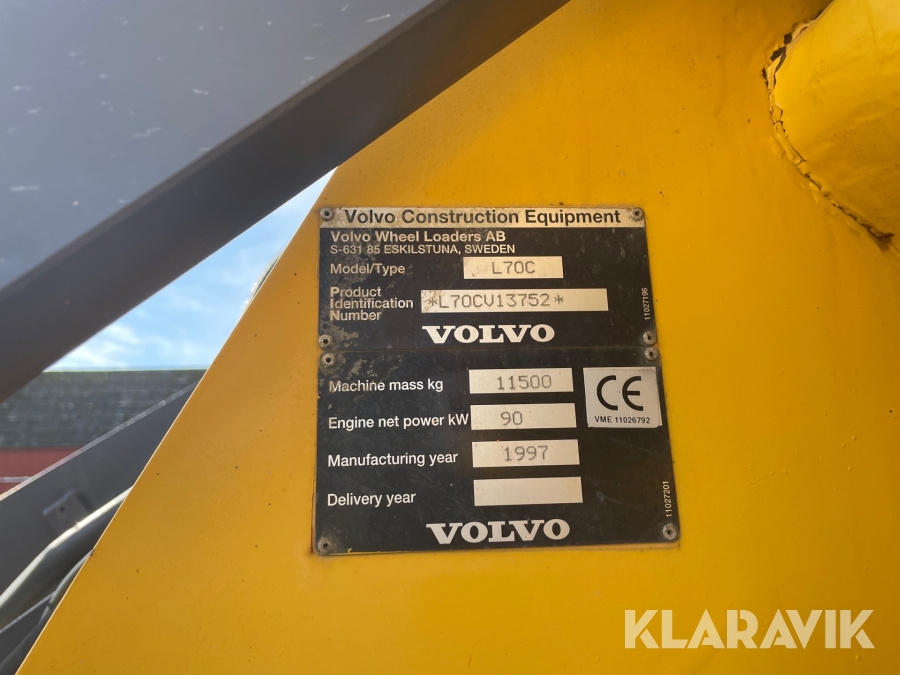 Volvo Construction Equipment
Volvo Wheel Loaders AB
S-631 85 ESKILSTUNA, SWEDEN
Model/Type L70C
Product
Identification *L70CV13752*
Number
VOLVO
11027196
Machine mass kg 11500
CE
VME 11026792
Engine net power kW 90
Manufacturing year 1997
Delivery year
VOLVO
11027201
KLARAVIK